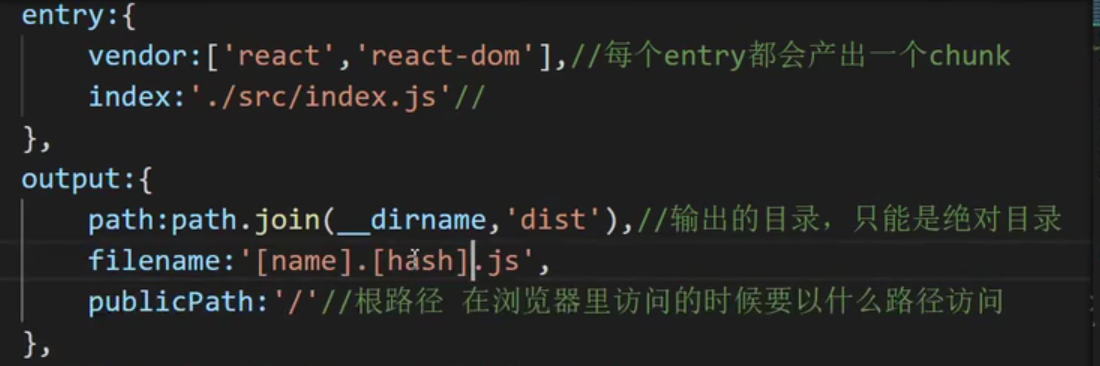 entry:{
vendor:['react','react-dom'],//每个entry都会产出一个chunk
index:'./src/index.js'//
},
output:{
path:path.join(__dirname,'dist'),//输出的目录，只能是绝对目录
filename:'[name].[hash].js',
publicPath:'/'//根路径 在浏览器里访问的时候要以什么路径访问
},